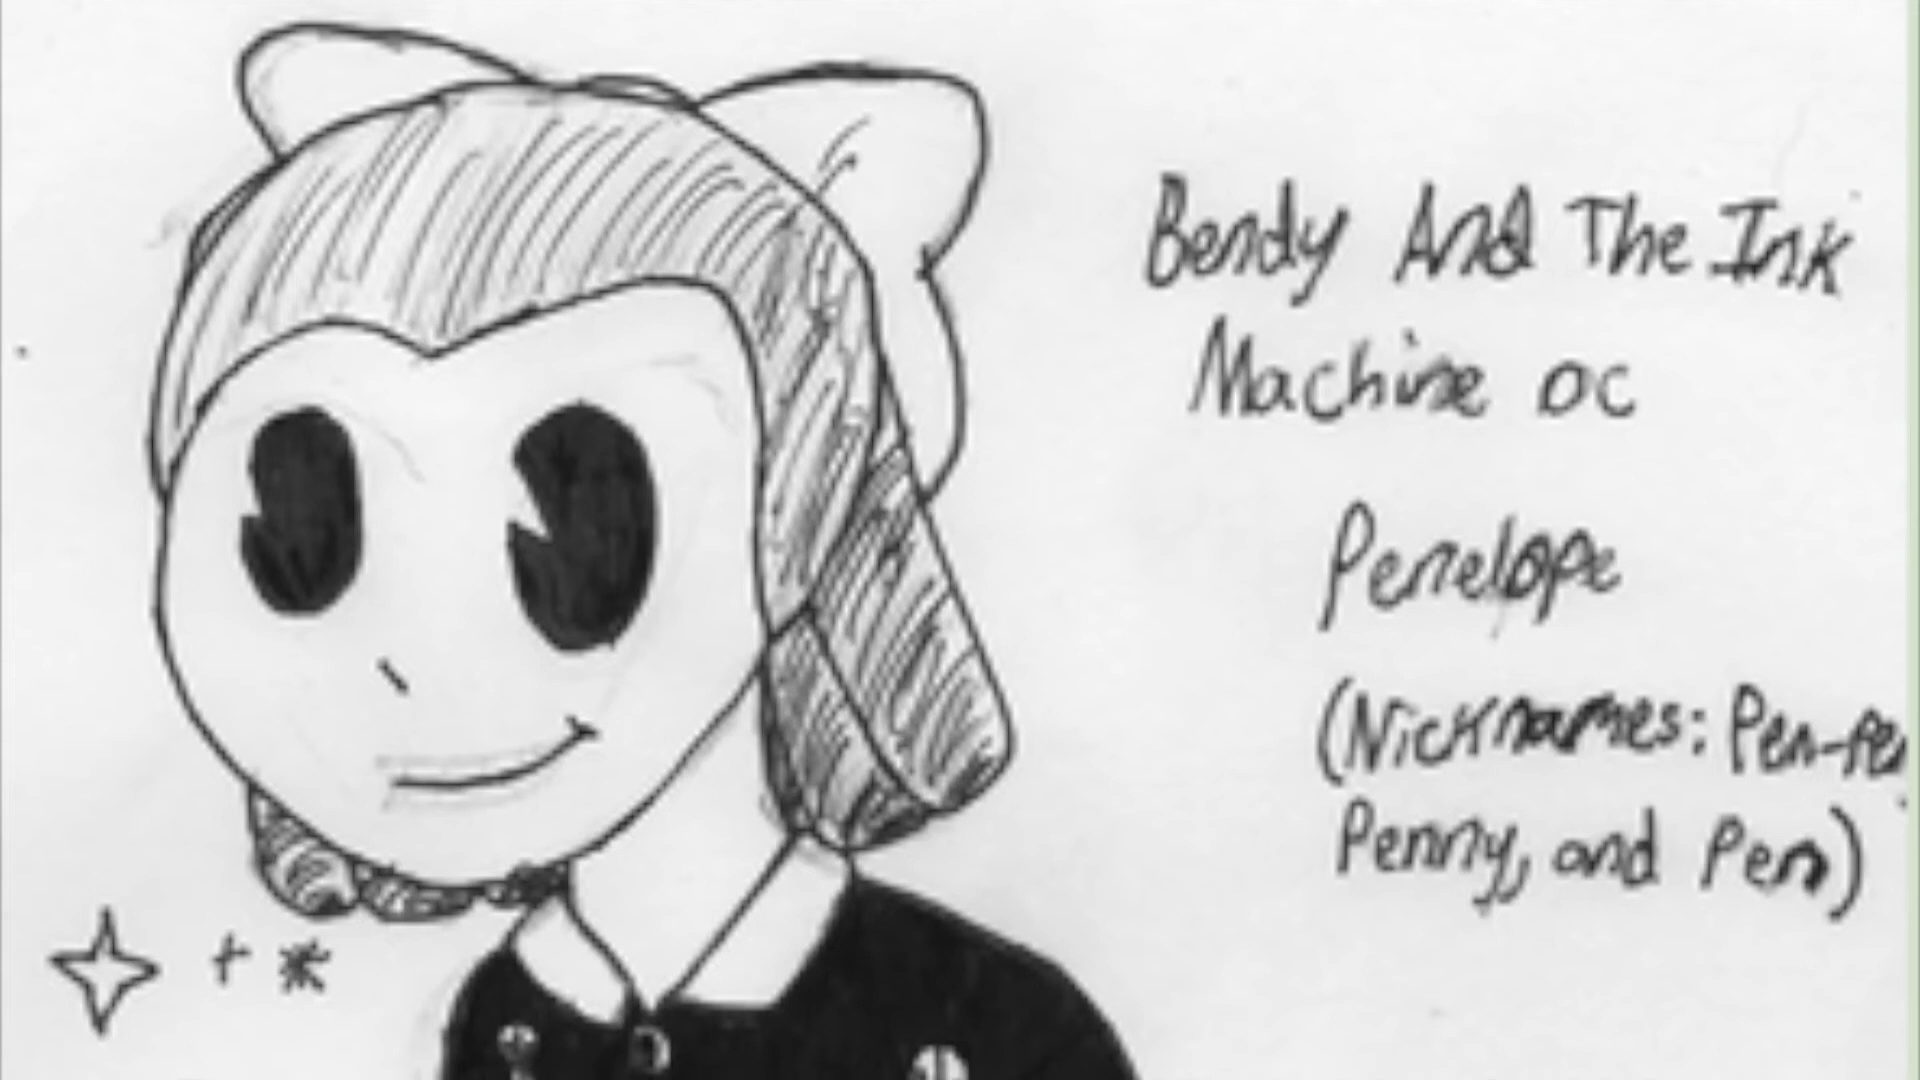 Bendy And The Ink
Machine oc
Penelope
(Nicknames: Pen-Pen
Penny, and Pen)